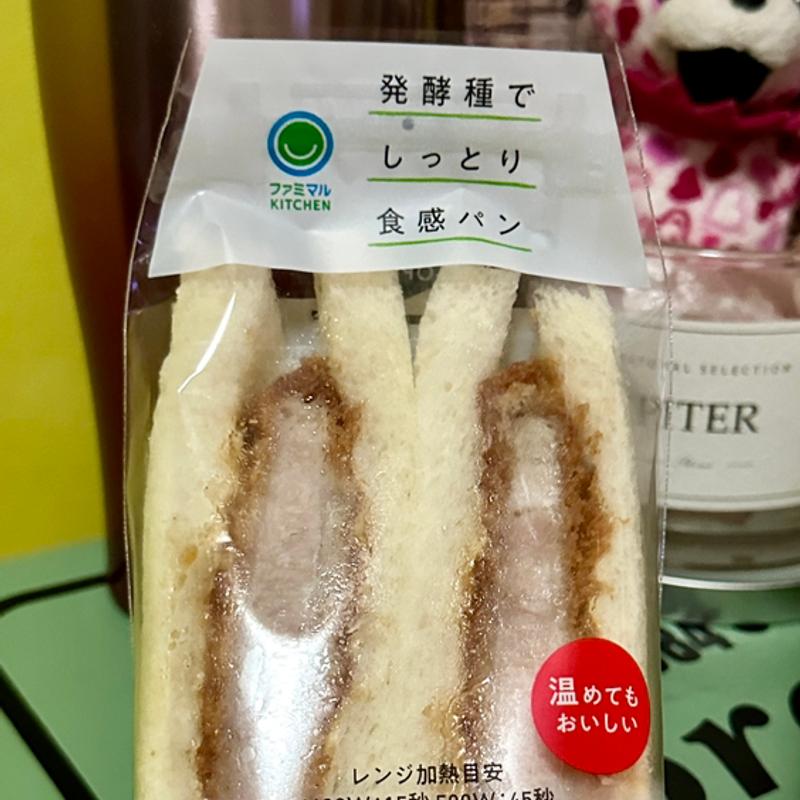 発酵種で
しっとり
食感パン
ファミマル
KITCHEN
SELECTION
温めても
おいしい
レンジ加熱目安